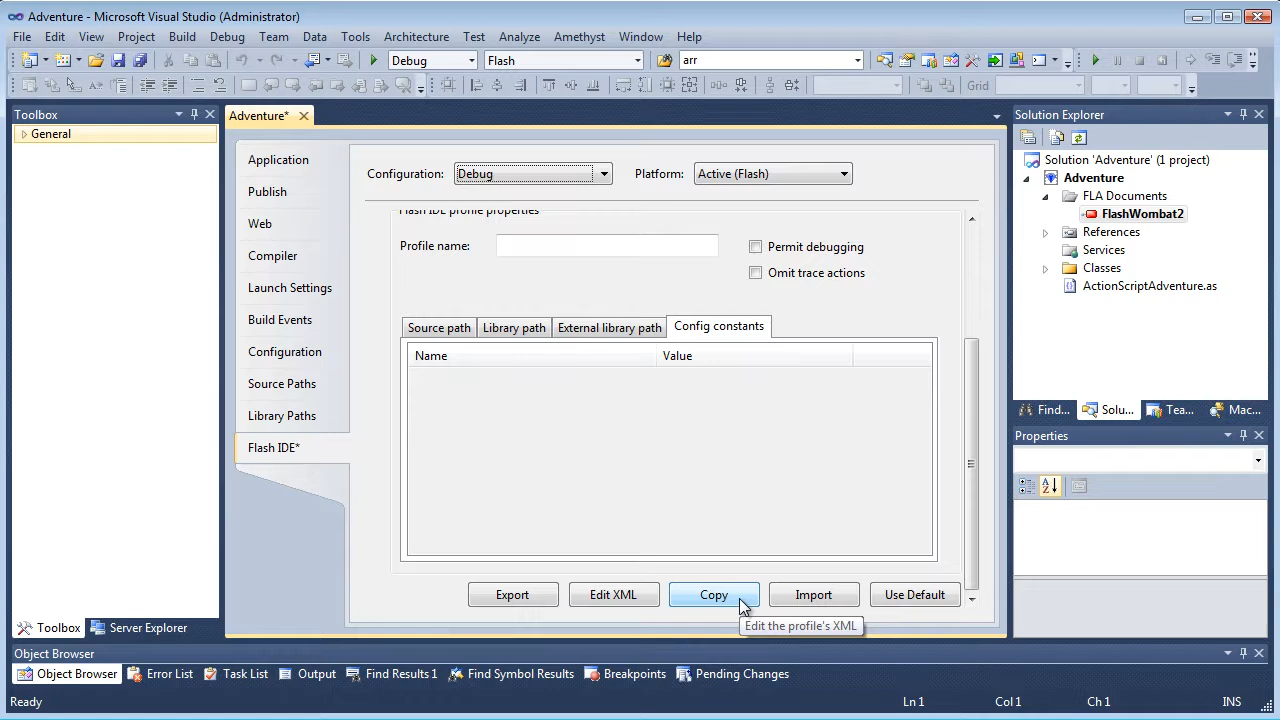 Adventure - Microsoft Visual Studio (Administrator)
File Edit View Project Build Debug Team Data Tools Architecture Test Analyze Amethyst Window Help
Debug Flash arr
Grid
Toolbox
General
Adventure*
Application
Publish
Web
Compiler
Launch Settings
Build Events
Configuration
Source Paths
Library Paths
Flash IDE*
Configuration: Debug Platform: Active (Flash)
Flash IDE profile properties
Profile name: Permit debugging
Omit trace actions
Source path Library path External library path Config constants
Name Value
Export Edit XML Copy Import Use Default
Edit the profile's XML
Solution Explorer
Solution 'Adventure' (1 project)
Adventure
FLA Documents
FlashWombat2
References
Services
Classes
ActionScriptAdventure.as
Find... Solu... Tea... Mac...
Properties
Toolbox Server Explorer
Object Browser
Object Browser Error List Task List Output Find Results 1 Find Symbol Results Breakpoints Pending Changes
Ready Ln 1 Col 1 Ch 1 INS